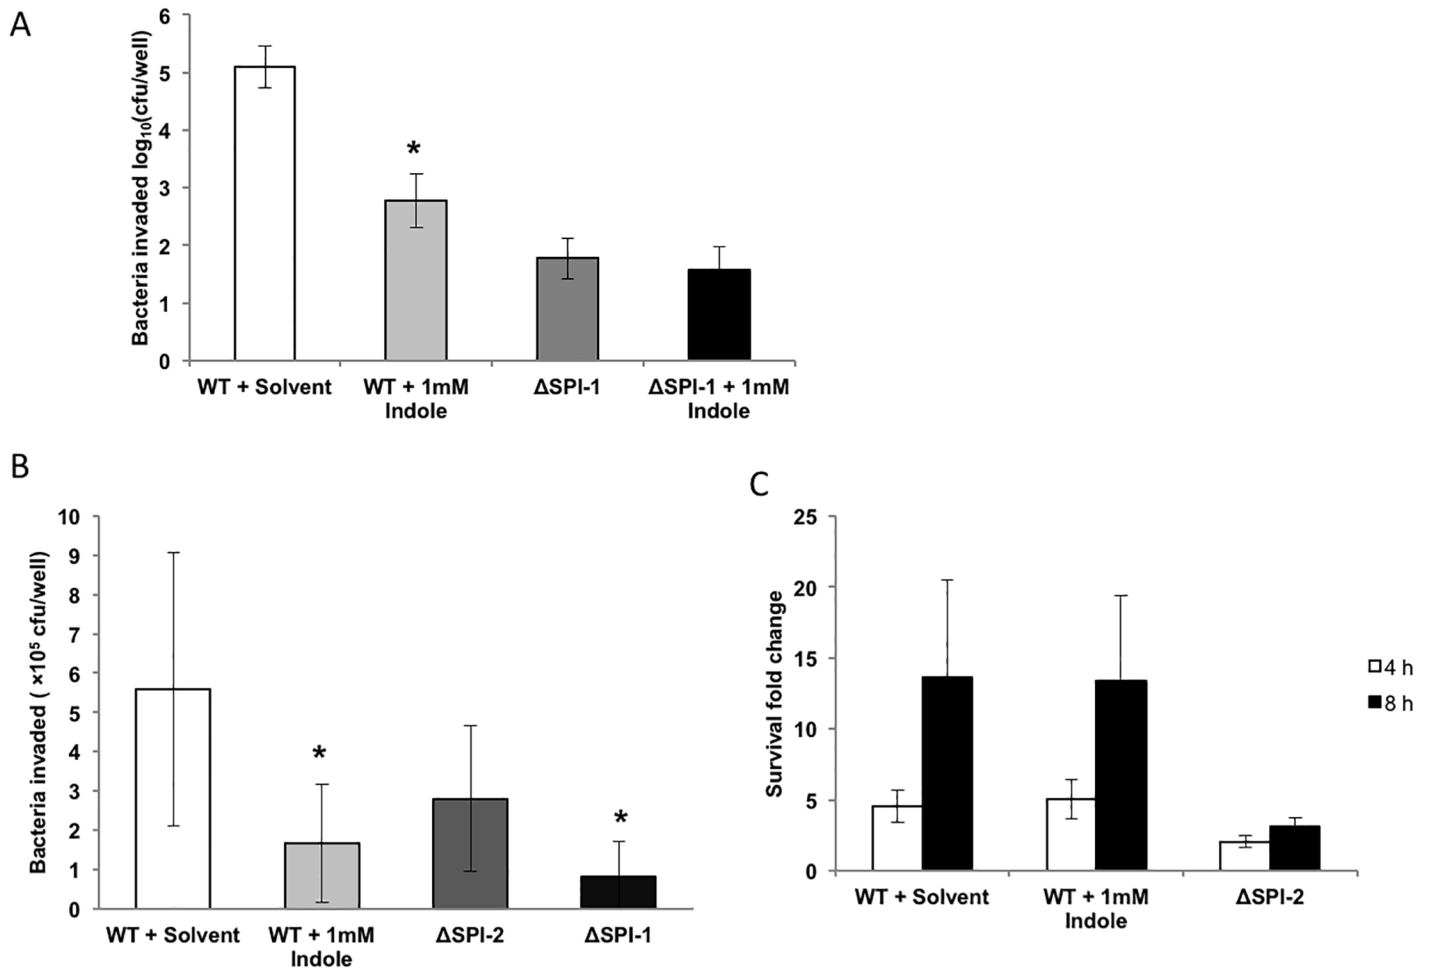 A
Bacteria invaded log10(cfu/well)
6
5
4
3
2
1
0
*
WT + Solvent
WT + 1mM
Indole
ΔSPI-1
ΔSPI-1 + 1mM
Indole
B
Bacteria invaded ( ×10⁵ cfu/well)
10
9
8
7
6
5
4
3
2
1
0
*
*
WT + Solvent
WT + 1mM
Indole
ΔSPI-2
ΔSPI-1
C
Survival fold change
25
20
15
10
5
0
WT + Solvent
WT + 1mM
Indole
ΔSPI-2
4 h
8 h